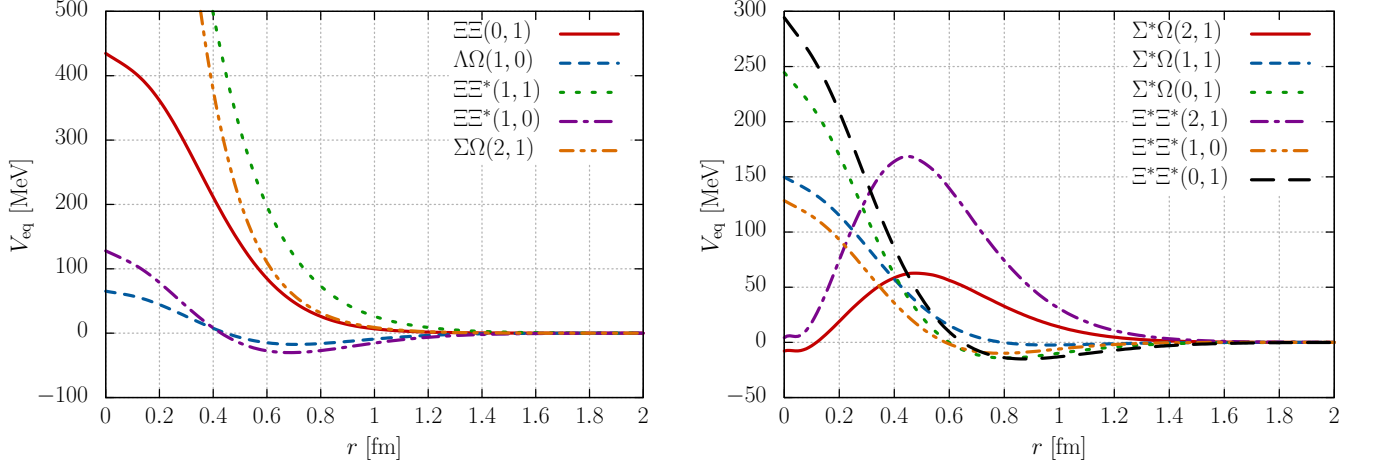 500
400
300
200
100
0
−100
V_eq [MeV]
ΞΞ(0, 1)
ΛΩ(1, 0)
ΞΞ*(1, 1)
ΞΞ*(1, 0)
ΣΩ(2, 1)
0 0.2 0.4 0.6 0.8 1 1.2 1.4 1.6 1.8 2
r [fm]
300
250
200
150
100
50
0
−50
V_eq [MeV]
Σ*Ω(2, 1)
Σ*Ω(1, 1)
Σ*Ω(0, 1)
Ξ*Ξ*(2, 1)
Ξ*Ξ*(1, 0)
Ξ*Ξ*(0, 1)
0 0.2 0.4 0.6 0.8 1 1.2 1.4 1.6 1.8 2
r [fm]